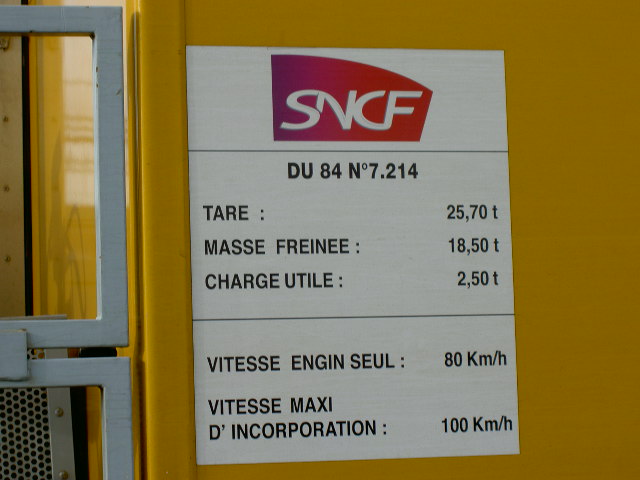 SNCF
DU 84 N°7.214
TARE : 25,70 t
MASSE FREINEE : 18,50 t
CHARGE UTILE : 2,50 t
VITESSE ENGIN SEUL : 80 Km/h
VITESSE MAXI
D' INCORPORATION : 100 Km/h